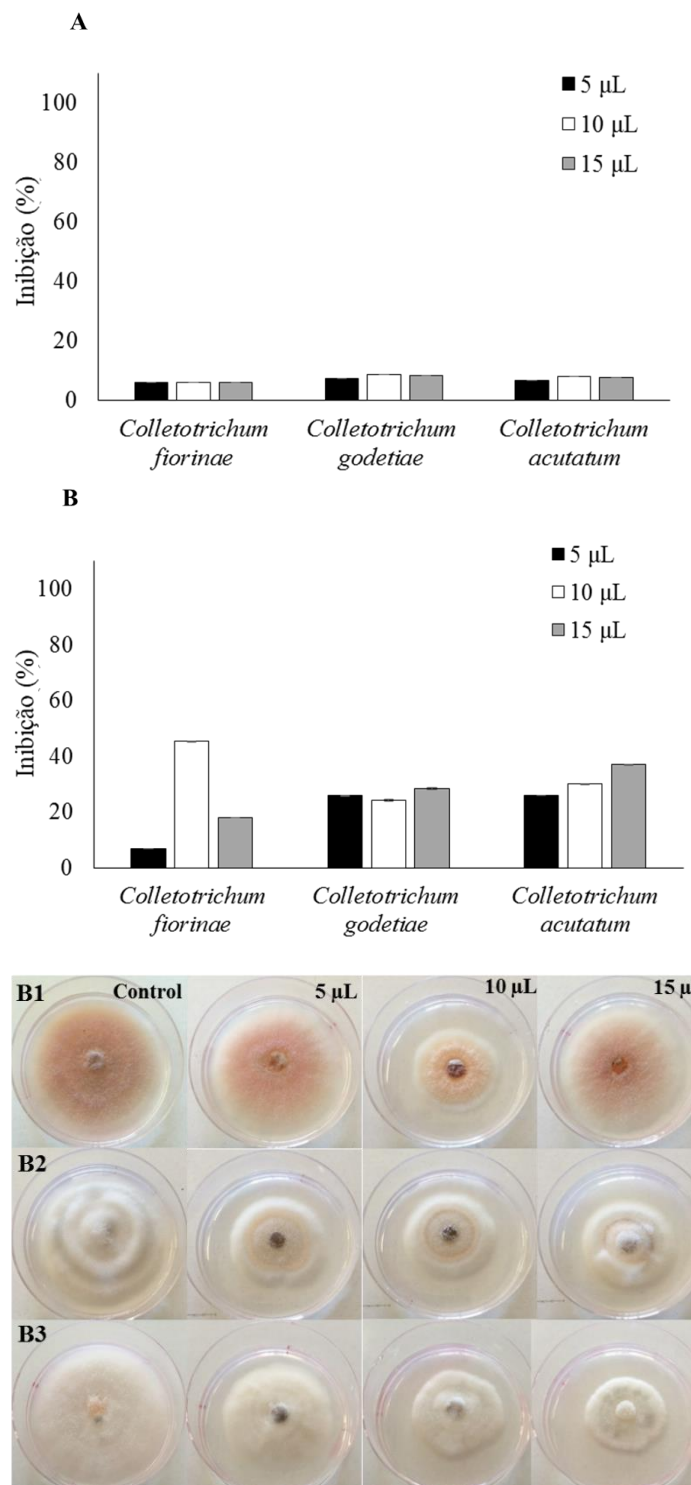 A
Inibição (%)
100
80
60
40
20
0
5 µL
10 µL
15 µL
Colletotrichum
fiorinae
Colletotrichum
godetiae
Colletotrichum
acutatum
B
Inibição (%)
100
80
60
40
20
0
5 µL
10 µL
15 µL
Colletotrichum
fiorinae
Colletotrichum
godetiae
Colletotrichum
acutatum
B1 Control 5 µL 10 µL 15 µ
B2
B3